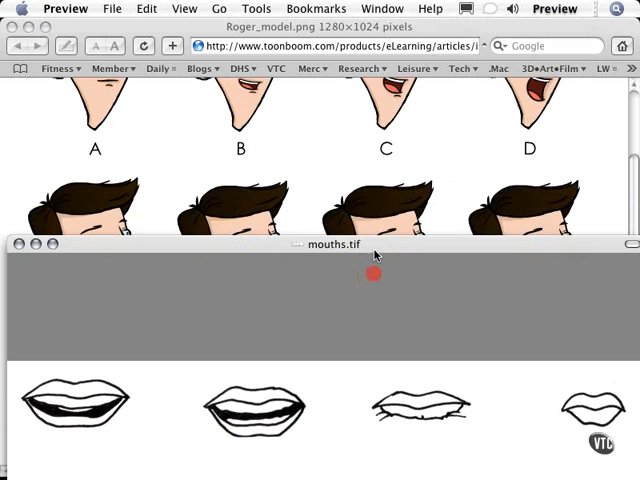 Preview File Edit View Go Tools Bookmarks Window Help Preview
Roger_model.png 1280×1024 pixels
A A http://www.toonboom.com/products/eLearning/articles/i Google
Fitness Member Daily Blogs DHS VTC Merc Research Leisure Tech .Mac 3D•Art•Film LW
A B C D
mouths.tif
VTC